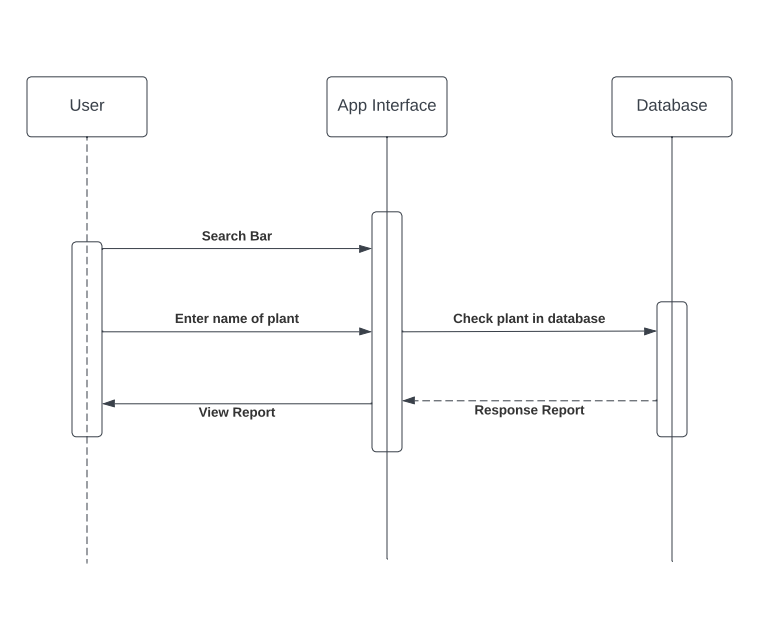 User
App Interface
Database
Search Bar
Enter name of plant
Check plant in database
View Report
Response Report